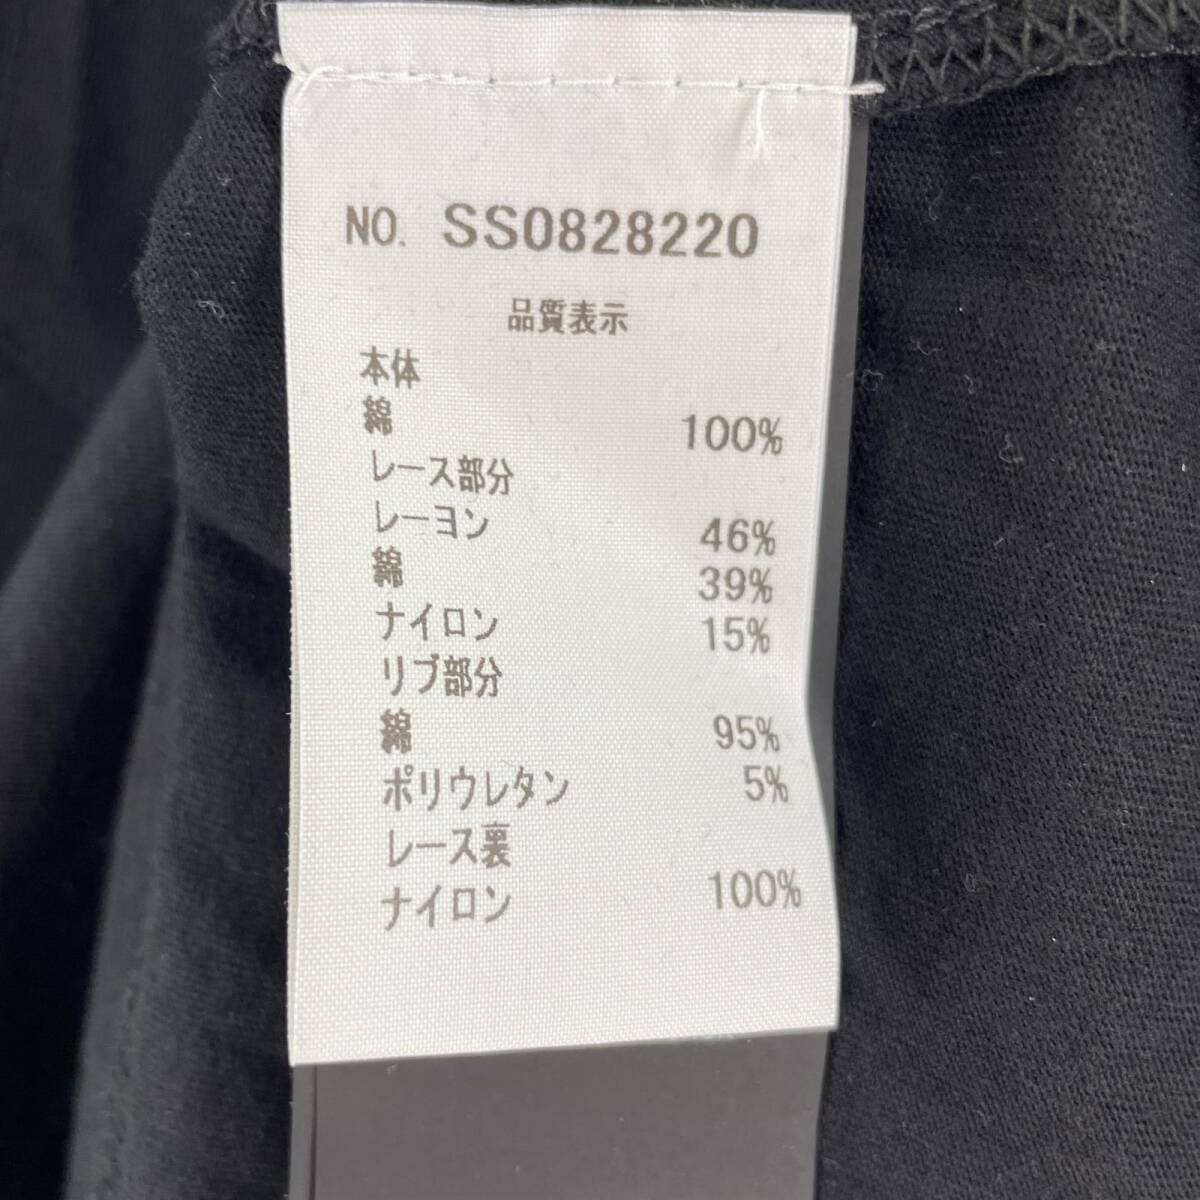 NO. SS0828220
品質表示
本体
綿 100%
レース部分
レーヨン 46%
綿 39%
ナイロン 15%
リブ部分
綿 95%
ポリウレタン 5%
レース裏
ナイロン 100%